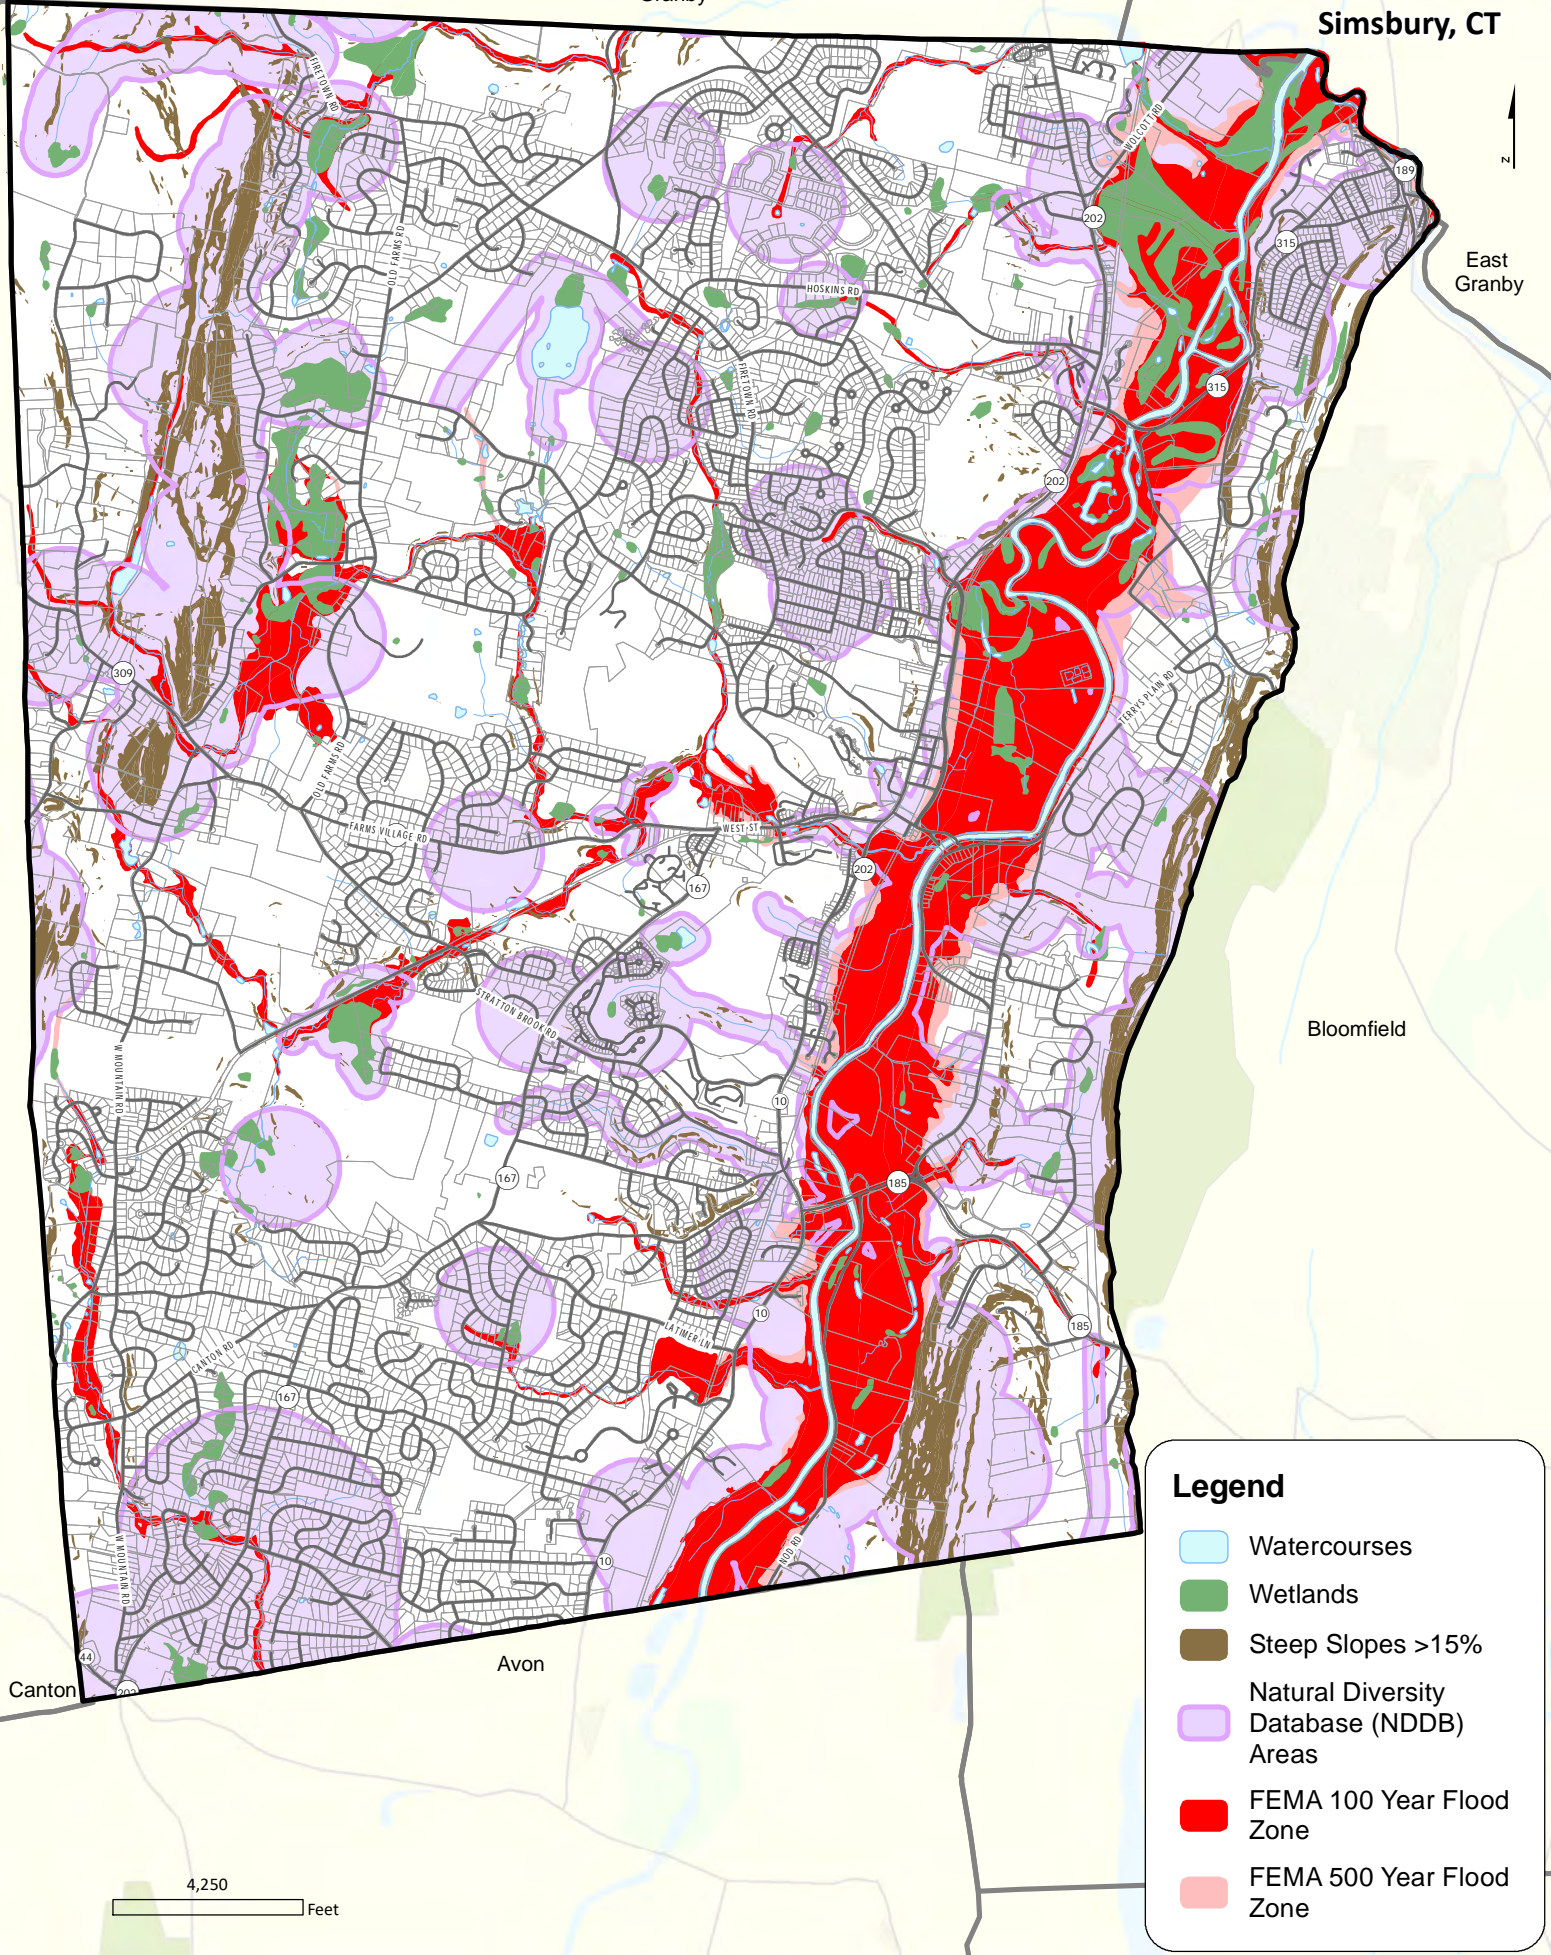 Simsbury, CT
N
FIRETOWN RD
WOLCOTT RD
189
202
315
East
Granby
OLD FARMS RD
HOSKINS RD
FIRETOWN RD
315
202
309
TERRYS PLAIN RD
OLD FARMS RD
FARMS VILLAGE RD
WEST ST
202
167
STRATTON BROOK RD
Bloomfield
W MOUNTAIN RD
10
167
185
10
185
LATIMER LN
CANTON RD
167
NOD RD
10
W MOUNTAIN RD
44
202
Canton
Avon
Legend
Watercourses
Wetlands
Steep Slopes >15%
Natural Diversity
Database (NDDB)
Areas
FEMA 100 Year Flood
Zone
FEMA 500 Year Flood
Zone
4,250
Feet